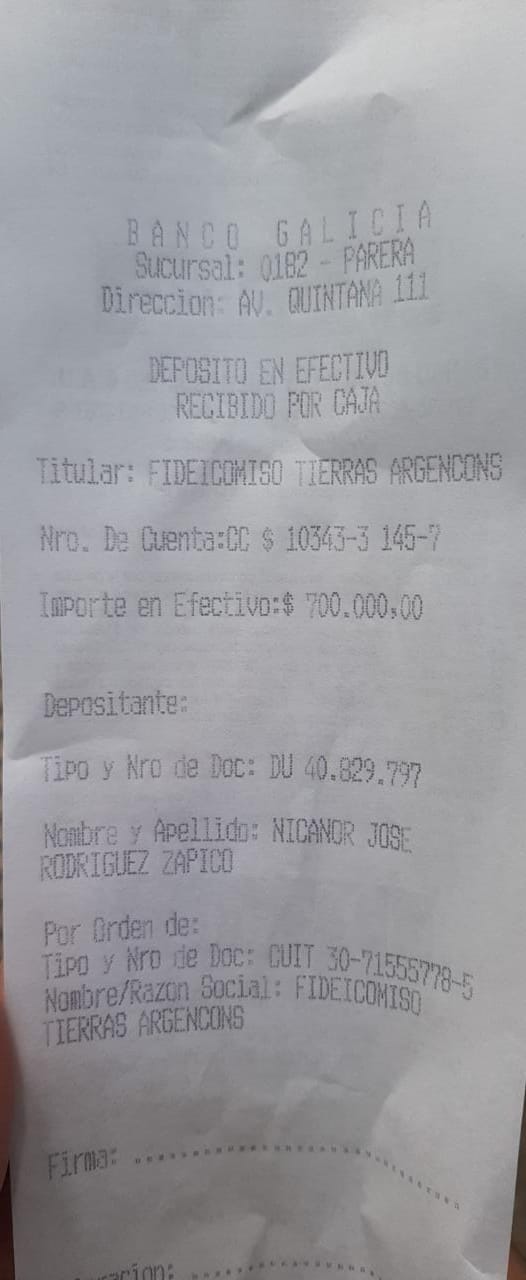 BANCO GALICIA
Sucursal: 0182 - PARERA
Direccion: AV. QUINTANA 111
DEPOSITO EN EFECTIVO
RECIBIDO POR CAJA
Titular: FIDEICOMISO TIERRAS ARGENCONS
Nro. De Cuenta:CC $ 10343-3 145-7
Importe en Efectivo:$ 700.000,00
Depositante:
Tipo y Nro de Doc: DU 40.829.797
Nombre y Apellido: NICANOR JOSE
RODRIGUEZ ZAPICO
Por Orden de:
Tipo y Nro de Doc: CUIT 30-71555778-5
Nombre/Razon Social: FIDEICOMISO
TIERRAS ARGENCONS
Firma: ................................